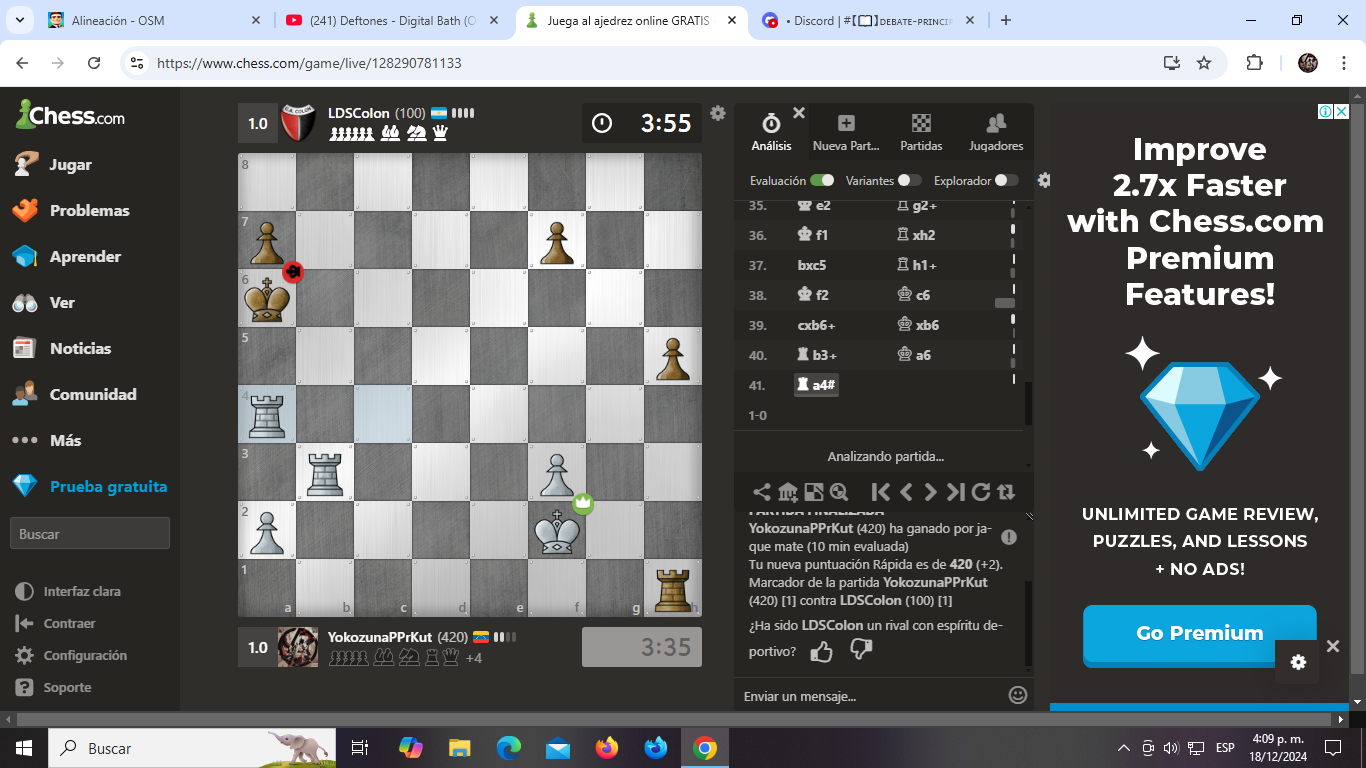 Alineación - OSM
(241) Deftones - Digital Bath (O
Juega al ajedrez online GRATIS
• Discord | #【📖】ᴅᴇʙᴀᴛᴇ-ᴘʀɪɴᴄɪᴘ
https://www.chess.com/game/live/128290781133
Chess.com
Jugar
Problemas
Aprender
Ver
Noticias
Comunidad
Más
Prueba gratuita
Buscar
Interfaz clara
Contraer
Configuración
Soporte
1.0
LDSColon (100)
3:55
8
7
6
5
4
3
2
1
a b c d e f g h
1.0
YokozunaPPrKut (420)
+4
3:35
Análisis
Nueva Part...
Partidas
Jugadores
Evaluación
Variantes
Explorador
35. e2 g2+
36. f1 xh2
37. bxc5 h1+
38. f2 c6
39. cxb6+ xb6
40. b3+ a6
41. a4#
1-0
Analizando partida...
PARTIDA FINALIZADA
YokozunaPPrKut (420) ha ganado por ja-
que mate (10 min evaluada)
Tu nueva puntuación Rápida es de 420 (+2).
Marcador de la partida YokozunaPPrKut
(420) [1] contra LDSColon (100) [1]
¿Ha sido LDSColon un rival con espíritu de-
portivo?
Enviar un mensaje...
Improve
2.7x Faster
with Chess.com
Premium
Features!
UNLIMITED GAME REVIEW,
PUZZLES, AND LESSONS
+ NO ADS!
Go Premium
Buscar
ESP
4:09 p. m.
18/12/2024